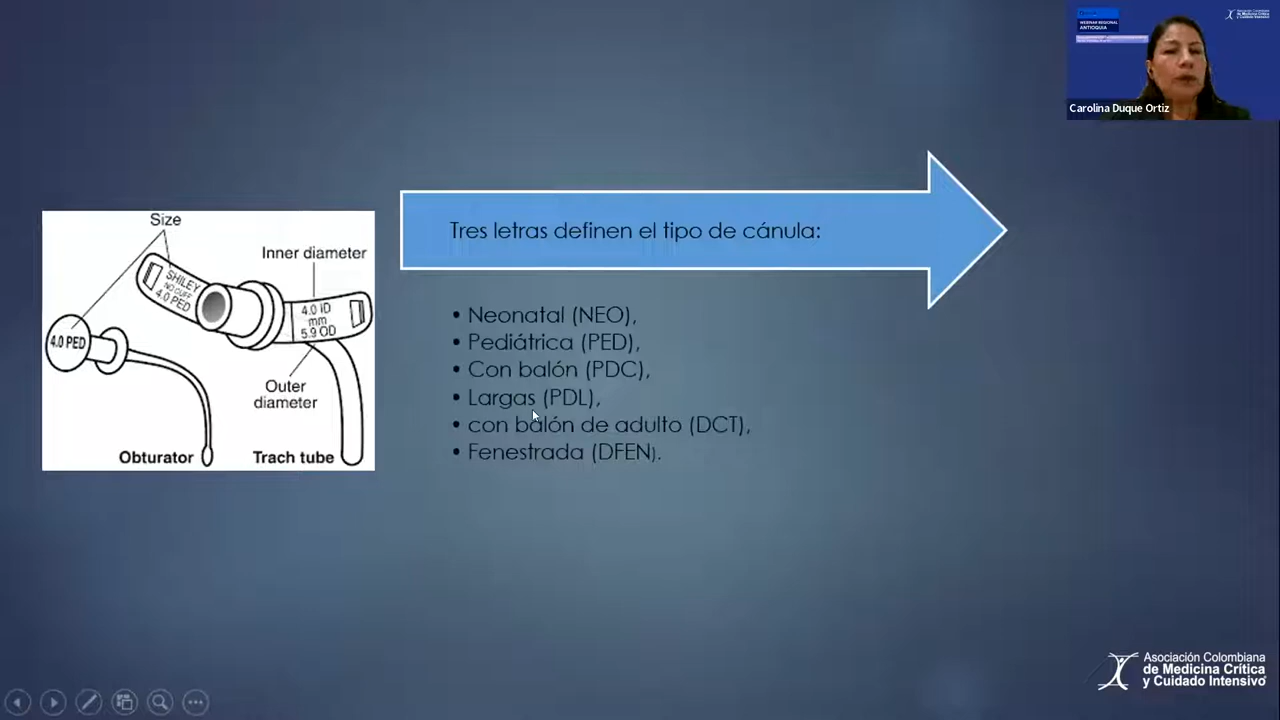 WEBINAR REGIONAL
ANTIOQUIA
Carolina Duque Ortiz
Tres letras definen el tipo de cánula:
Size
Inner diameter
SHILEY
NO CUFF
4.0 PED
4.0 ID
mm
5.9 OD
4.0 PED
Outer
diameter
Obturator
Trach tube
• Neonatal (NEO),
• Pediátrica (PED),
• Con balón (PDC),
• Largas (PDL),
• con balón de adulto (DCT),
• Fenestrada (DFEN).
Asociación Colombiana
de Medicina Crítica
y Cuidado Intensivo